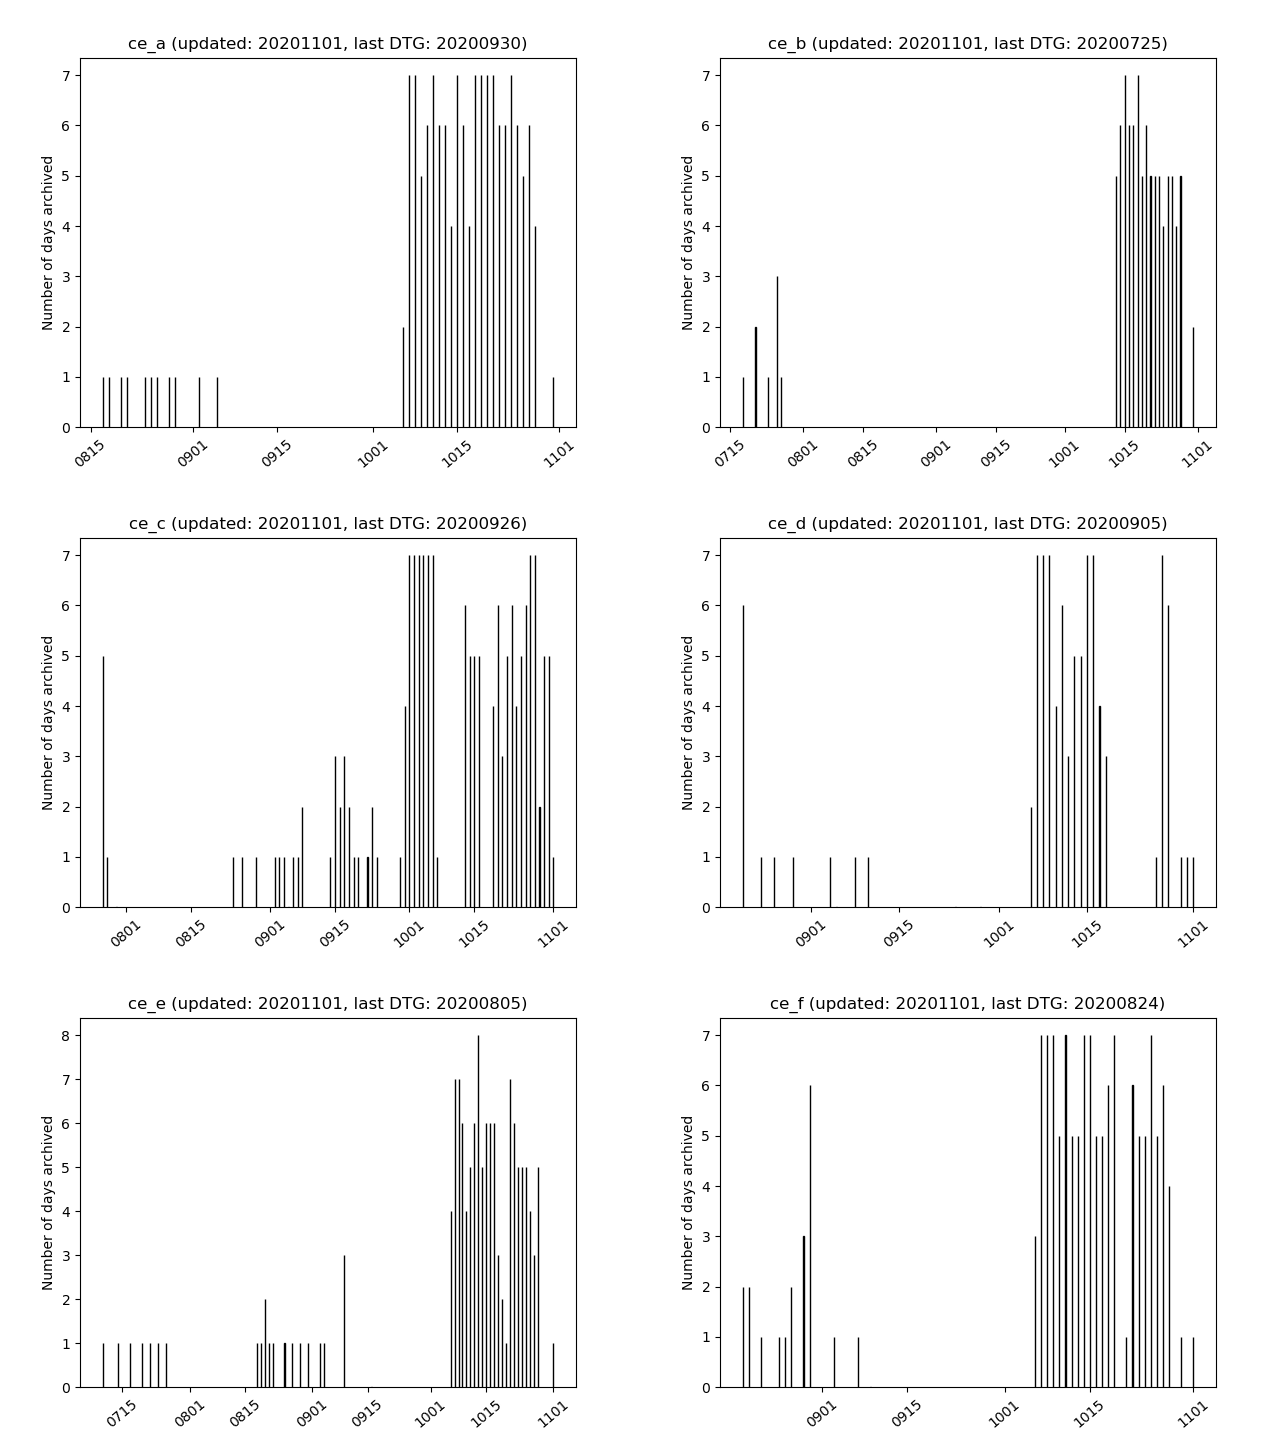 ce_a (updated: 20201101, last DTG: 20200930)
Number of days archived
7
6
5
4
3
2
1
0
0815 0901 0915 1001 1015 1101
ce_b (updated: 20201101, last DTG: 20200725)
Number of days archived
7
6
5
4
3
2
1
0
0715 0801 0815 0901 0915 1001 1015 1101
ce_c (updated: 20201101, last DTG: 20200926)
Number of days archived
7
6
5
4
3
2
1
0
0801 0815 0901 0915 1001 1015 1101
ce_d (updated: 20201101, last DTG: 20200905)
Number of days archived
7
6
5
4
3
2
1
0
0901 0915 1001 1015 1101
ce_e (updated: 20201101, last DTG: 20200805)
Number of days archived
8
7
6
5
4
3
2
1
0
0715 0801 0815 0901 0915 1001 1015 1101
ce_f (updated: 20201101, last DTG: 20200824)
Number of days archived
7
6
5
4
3
2
1
0
0901 0915 1001 1015 1101